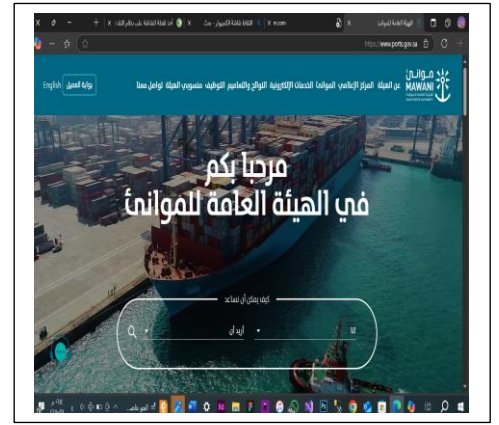 الهيئة العامة للموانئ
https://www.ports.gov.sa
موانئ
MAWANI
عن الهيئة المركز الإعلامي الموانئ الخدمات الإلكترونية اللوائح والتعاميم التوظيف منسوبي الهيئة تواصل معنا
بوابة العميل
English
مرحبا بكم
في الهيئة العامة للموانئ
كيف يمكن أن نساعد
انا
أريد أن